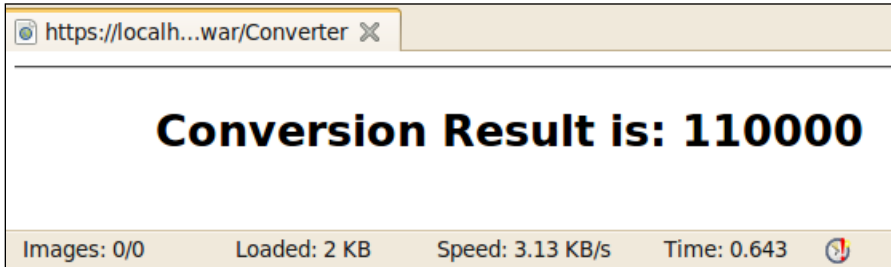 https://localh...war/Converter
Conversion Result is: 110000
Images: 0/0 Loaded: 2 KB Speed: 3.13 KB/s Time: 0.643